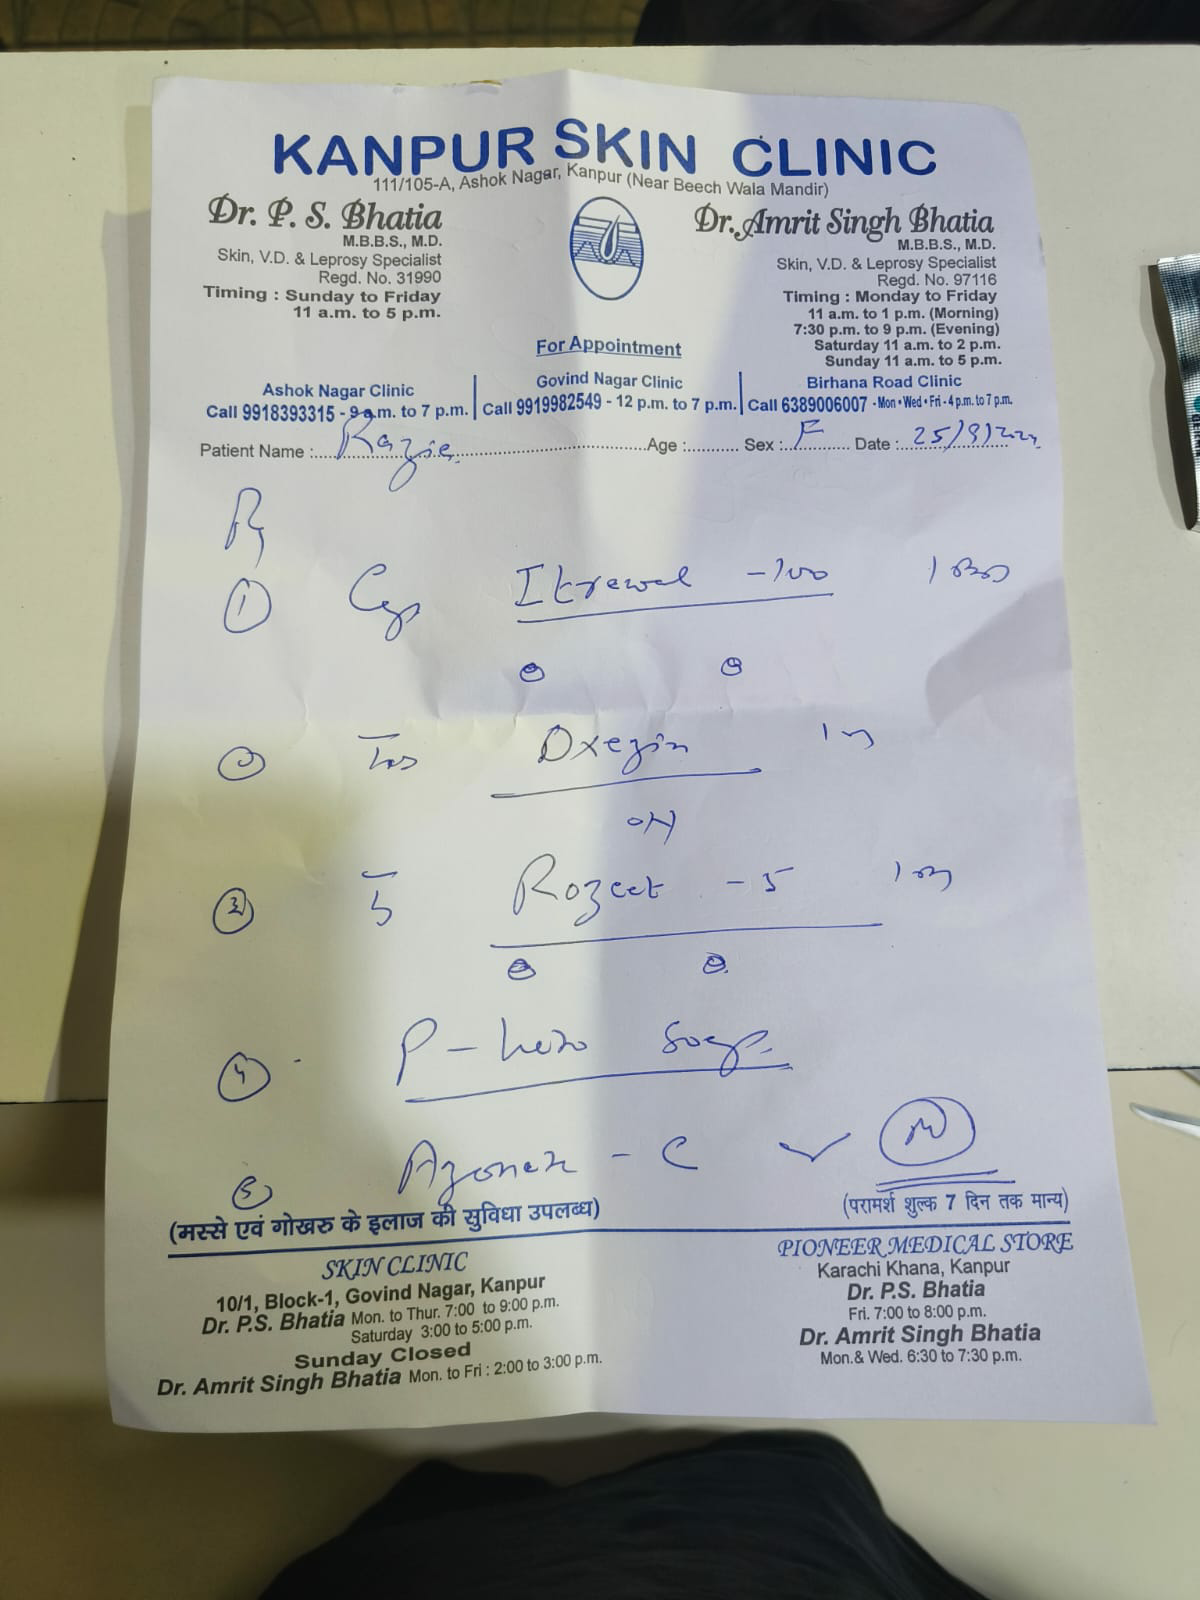 KANPUR SKIN CLINIC
111/105-A, Ashok Nagar, Kanpur (Near Beech Wala Mandir)
Dr. P. S. Bhatia
M.B.B.S., M.D.
Skin, V.D. & Leprosy Specialist
Regd. No. 31990
Timing : Sunday to Friday
11 a.m. to 5 p.m.
Dr. Amrit Singh Bhatia
M.B.B.S., M.D.
Skin, V.D. & Leprosy Specialist
Regd. No. 97116
Timing : Monday to Friday
11 a.m. to 1 p.m. (Morning)
7:30 p.m. to 9 p.m. (Evening)
Saturday 11 a.m. to 2 p.m.
Sunday 11 a.m. to 5 p.m.
For Appointment
Ashok Nagar Clinic
Call 9918393315 - 9 a.m. to 7 p.m.
Govind Nagar Clinic
Call 9919982549 - 12 p.m. to 7 p.m.
Birhana Road Clinic
Call 6389006007 - Mon • Wed • Fri - 4 p.m. to 7 p.m.
Patient Name : Razia Age : Sex : F Date :
Rx
1 Cap - 100
Tab
OH
3 Rozcet - 5
4 Soap
5 - C
(मस्से एवं गोखरु के इलाज की सुविधा उपलब्ध)
(परामर्श शुल्क 7 दिन तक मान्य)
SKIN CLINIC
10/1, Block-1, Govind Nagar, Kanpur
Dr. P.S. Bhatia Mon. to Thur. 7:00 to 9:00 p.m.
Saturday 3:00 to 5:00 p.m.
Sunday Closed
Dr. Amrit Singh Bhatia Mon. to Fri : 2:00 to 3:00 p.m.
PIONEER MEDICAL STORE
Karachi Khana, Kanpur
Dr. P.S. Bhatia
Fri. 7:00 to 8:00 p.m.
Dr. Amrit Singh Bhatia
Mon.& Wed. 6:30 to 7:30 p.m.